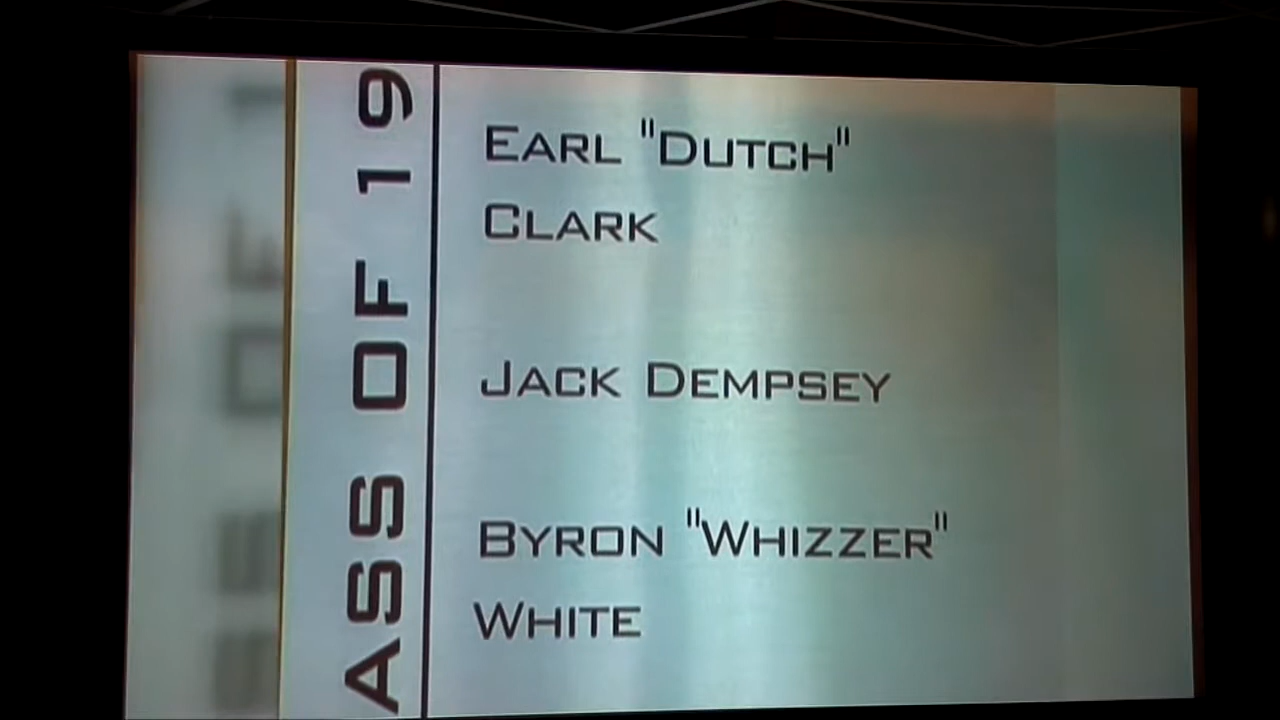 ASS OF 19
EARL "DUTCH"
CLARK
JACK DEMPSEY
BYRON "WHIZZER"
WHITE